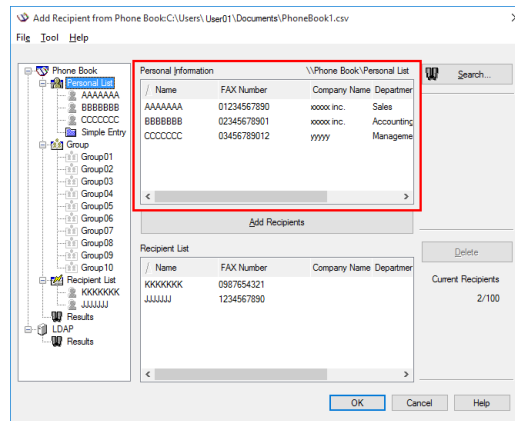 Add Recipient from Phone Book:C:\Users\ User01\Documents\PhoneBook1.csv
File Tool Help
Phone Book
Personal List
AAAAAAA
BBBBBBB
CCCCCCC
Simple Entry
Group
Group01
Group02
Group03
Group04
Group05
Group06
Group07
Group08
Group09
Group10
Recipient List
KKKKKKK
JJJJJJJ
Results
LDAP
Results
Personal Information \\Phone Book\Personal List
/ Name FAX Number Company Name Departmer
AAAAAAA 01234567890 xxxxx inc. Sales
BBBBBBB 02345678901 xxxxx inc. Accounting
CCCCCCC 03456789012 yyyyy Manageme
Search...
Add Recipients
Recipient List
/ Name FAX Number Company Name Departmer
KKKKKKK 0987654321
JJJJJJJ 1234567890
Delete
Current Recipients
2/100
OK Cancel Help